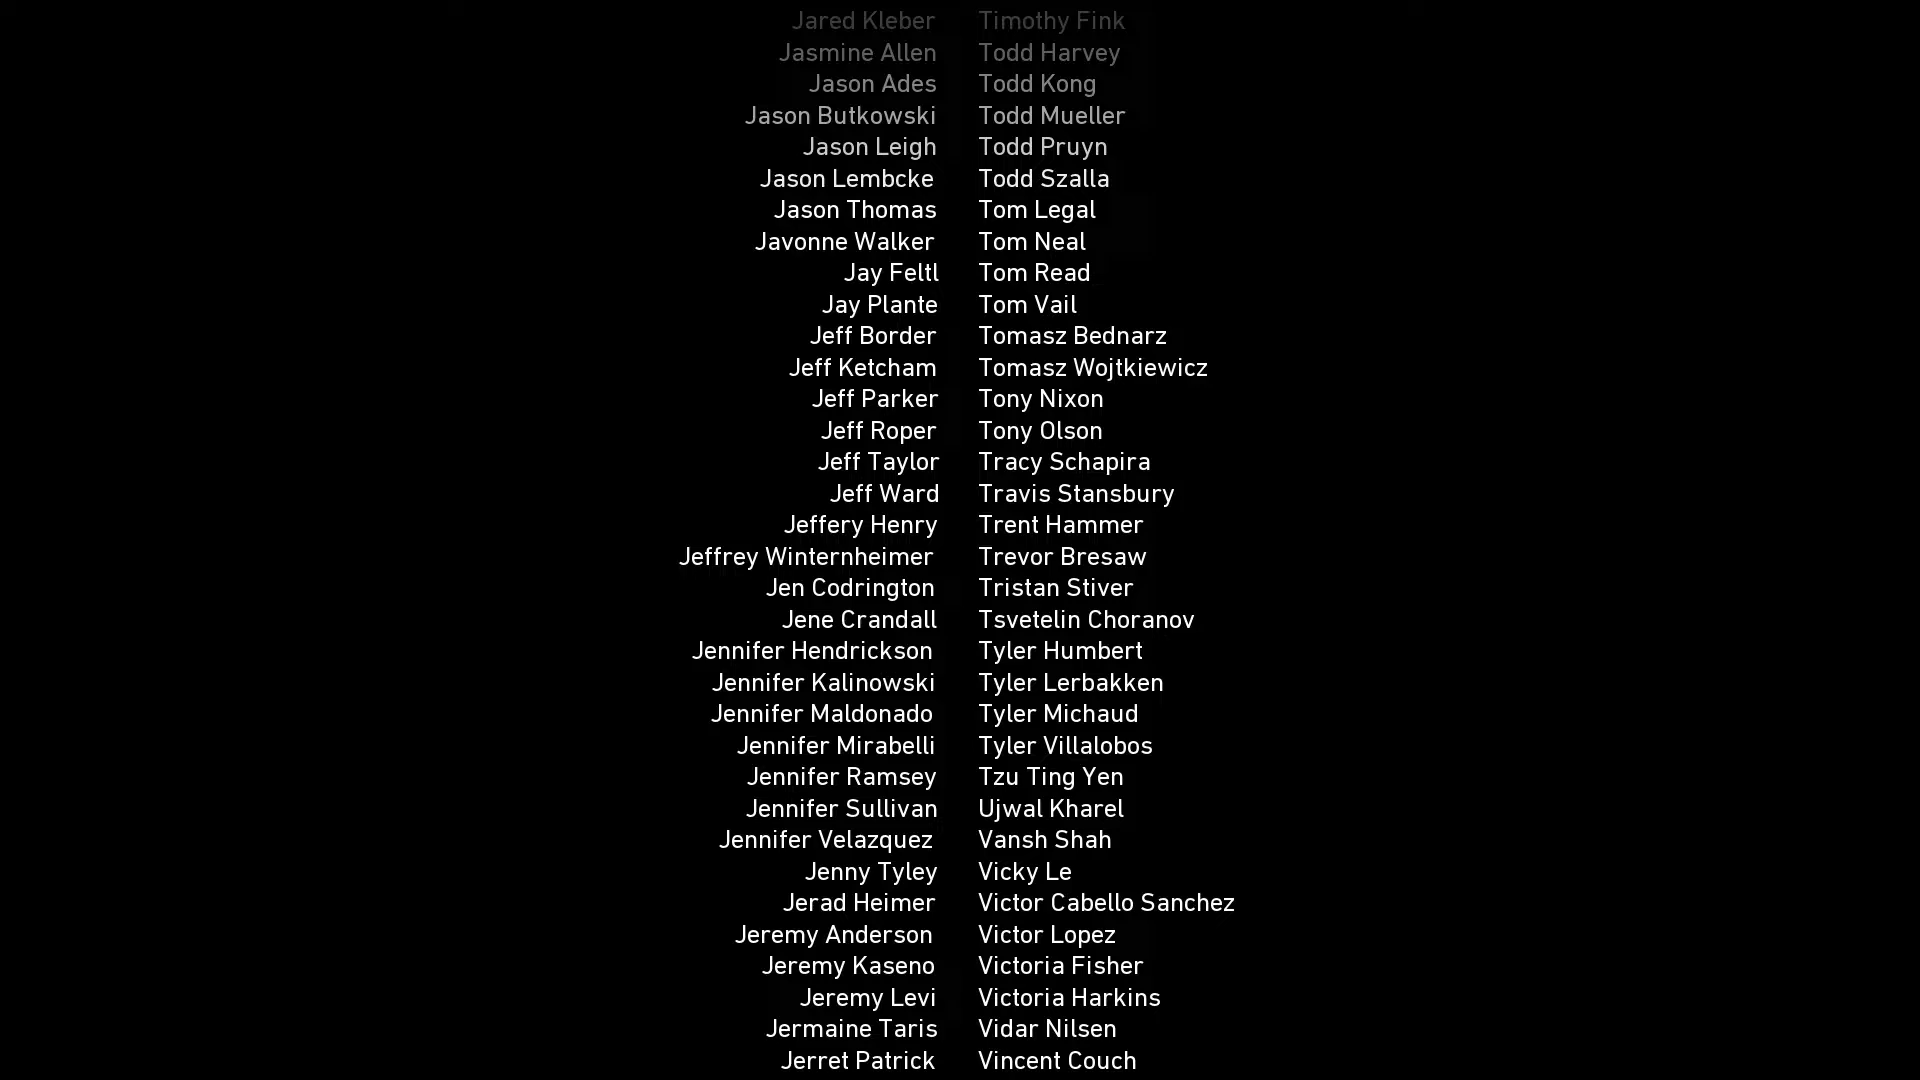 Jared Kleber Timothy Fink
Jasmine Allen Todd Harvey
Jason Ades Todd Kong
Jason Butkowski Todd Mueller
Jason Leigh Todd Pruyn
Jason Lembcke Todd Szalla
Jason Thomas Tom Legal
Javonne Walker Tom Neal
Jay Feltl Tom Read
Jay Plante Tom Vail
Jeff Border Tomasz Bednarz
Jeff Ketcham Tomasz Wojtkiewicz
Jeff Parker Tony Nixon
Jeff Roper Tony Olson
Jeff Taylor Tracy Schapira
Jeff Ward Travis Stansbury
Jeffery Henry Trent Hammer
Jeffrey Winternheimer Trevor Bresaw
Jen Codrington Tristan Stiver
Jene Crandall Tsvetelin Choranov
Jennifer Hendrickson Tyler Humbert
Jennifer Kalinowski Tyler Lerbakken
Jennifer Maldonado Tyler Michaud
Jennifer Mirabelli Tyler Villalobos
Jennifer Ramsey Tzu Ting Yen
Jennifer Sullivan Ujwal Kharel
Jennifer Velazquez Vansh Shah
Jenny Tyley Vicky Le
Jerad Heimer Victor Cabello Sanchez
Jeremy Anderson Victor Lopez
Jeremy Kaseno Victoria Fisher
Jeremy Levi Victoria Harkins
Jermaine Taris Vidar Nilsen
Jerret Patrick Vincent Couch